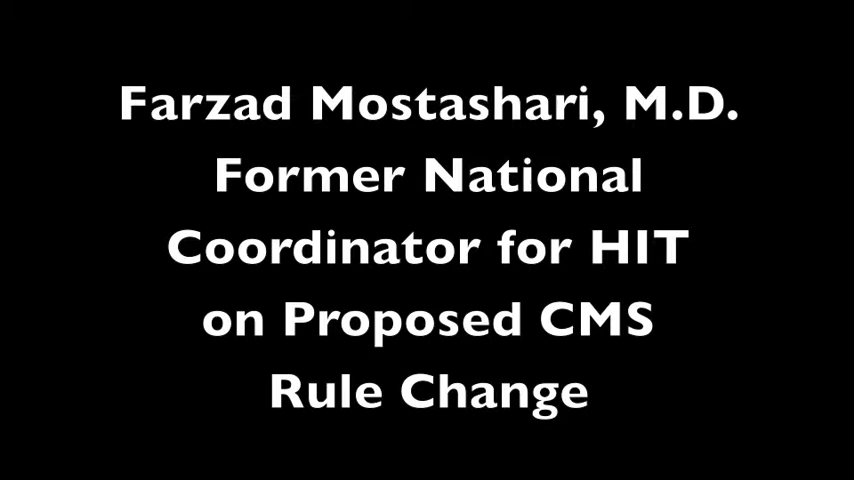 Farzad Mostashari, M.D.
Former National
Coordinator for HIT
on Proposed CMS
Rule Change